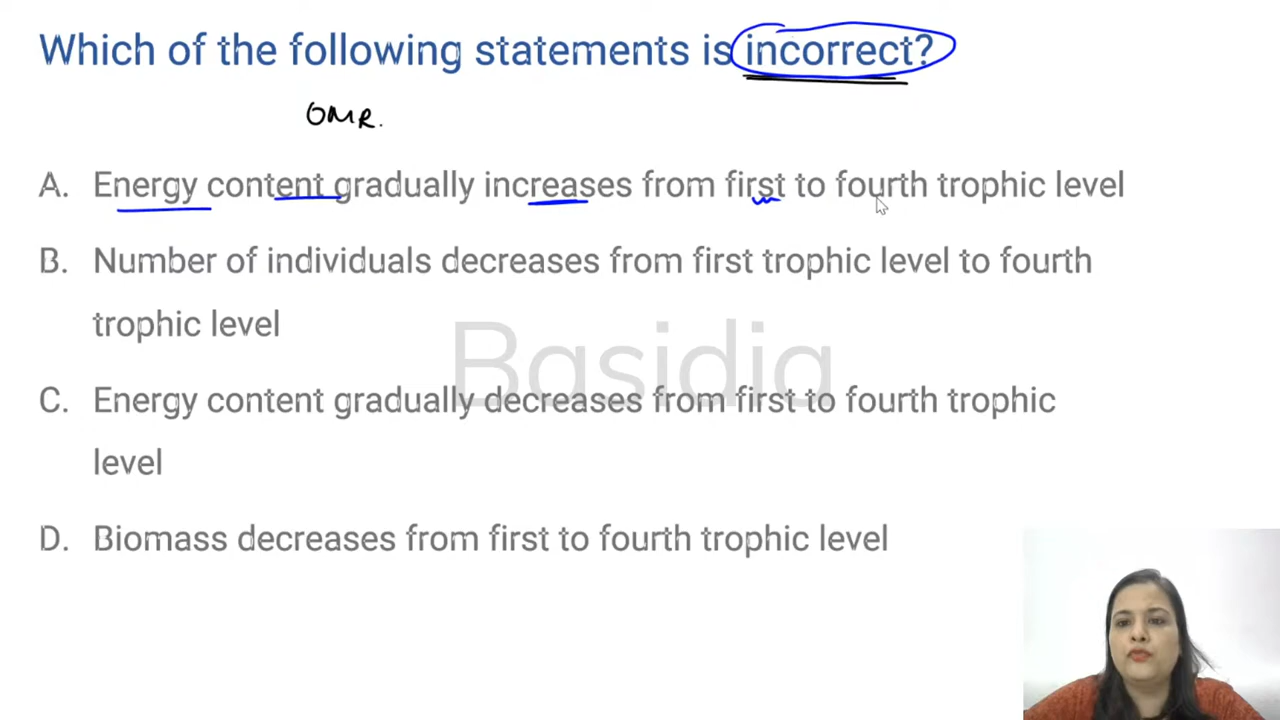 Which of the following statements is incorrect?
OMR.
A. Energy content gradually increases from first to fourth trophic level
B. Number of individuals decreases from first trophic level to fourth
trophic level
Basidia
C. Energy content gradually decreases from first to fourth trophic
level
D. Biomass decreases from first to fourth trophic level